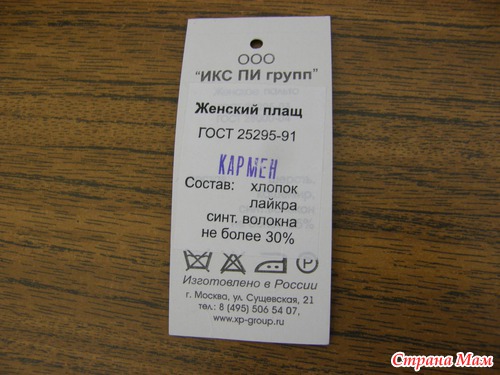 ООО
"ИКС ПИ групп"
Женский плащ
ГОСТ 25295-91
КАРМЕН
Состав: хлопок
лайкра
синт. волокна
не более 30%
P
Изготовлено в России
г. Москва, ул. Сущевская, 21
тел.: 8 (495) 506 54 07,
www.xp-group.ru
Страна Мам